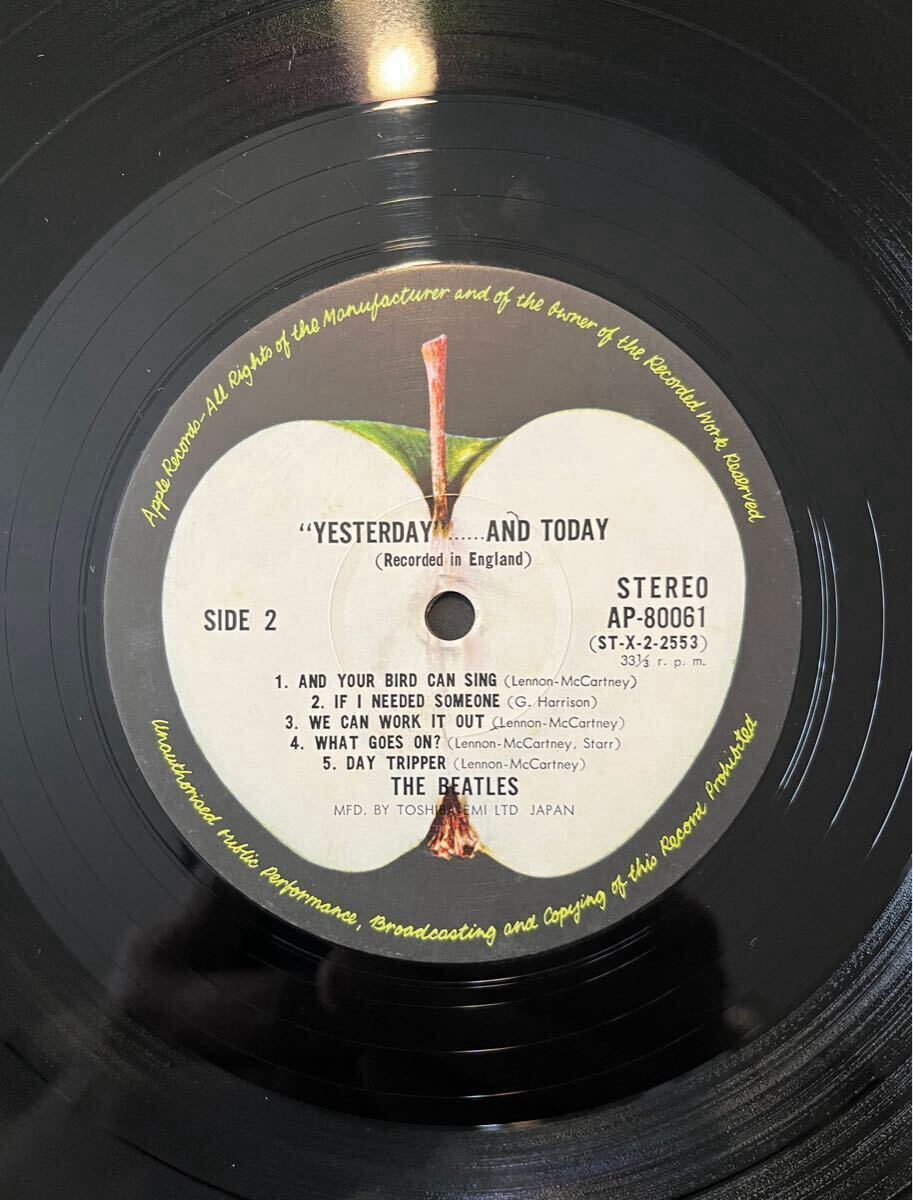 Apple Records-All Rights of the Manufacturer and of the Owner of the Recorded Work Reserved
"YESTERDAY"......AND TODAY
(Recorded in England)
STEREO
SIDE 2
AP-80061
(ST-X-2-2553)
33⅓ r. p. m.
1. AND YOUR BIRD CAN SING (Lennon-McCartney)
2. IF I NEEDED SOMEONE (G. Harrison)
3. WE CAN WORK IT OUT (Lennon-McCartney)
4. WHAT GOES ON? (Lennon-McCartney, Starr)
5. DAY TRIPPER (Lennon-McCartney)
THE BEATLES
MFD. BY TOSHIBA-EMI LTD JAPAN
Unauthorised Public Performance, Broadcasting and Copying of this Record Prohibited